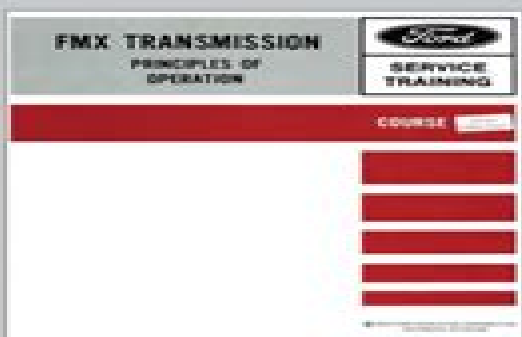 FMX TRANSMISSION
PRINCIPLES OF
OPERATION
Ford
SERVICE
TRAINING
COURSE